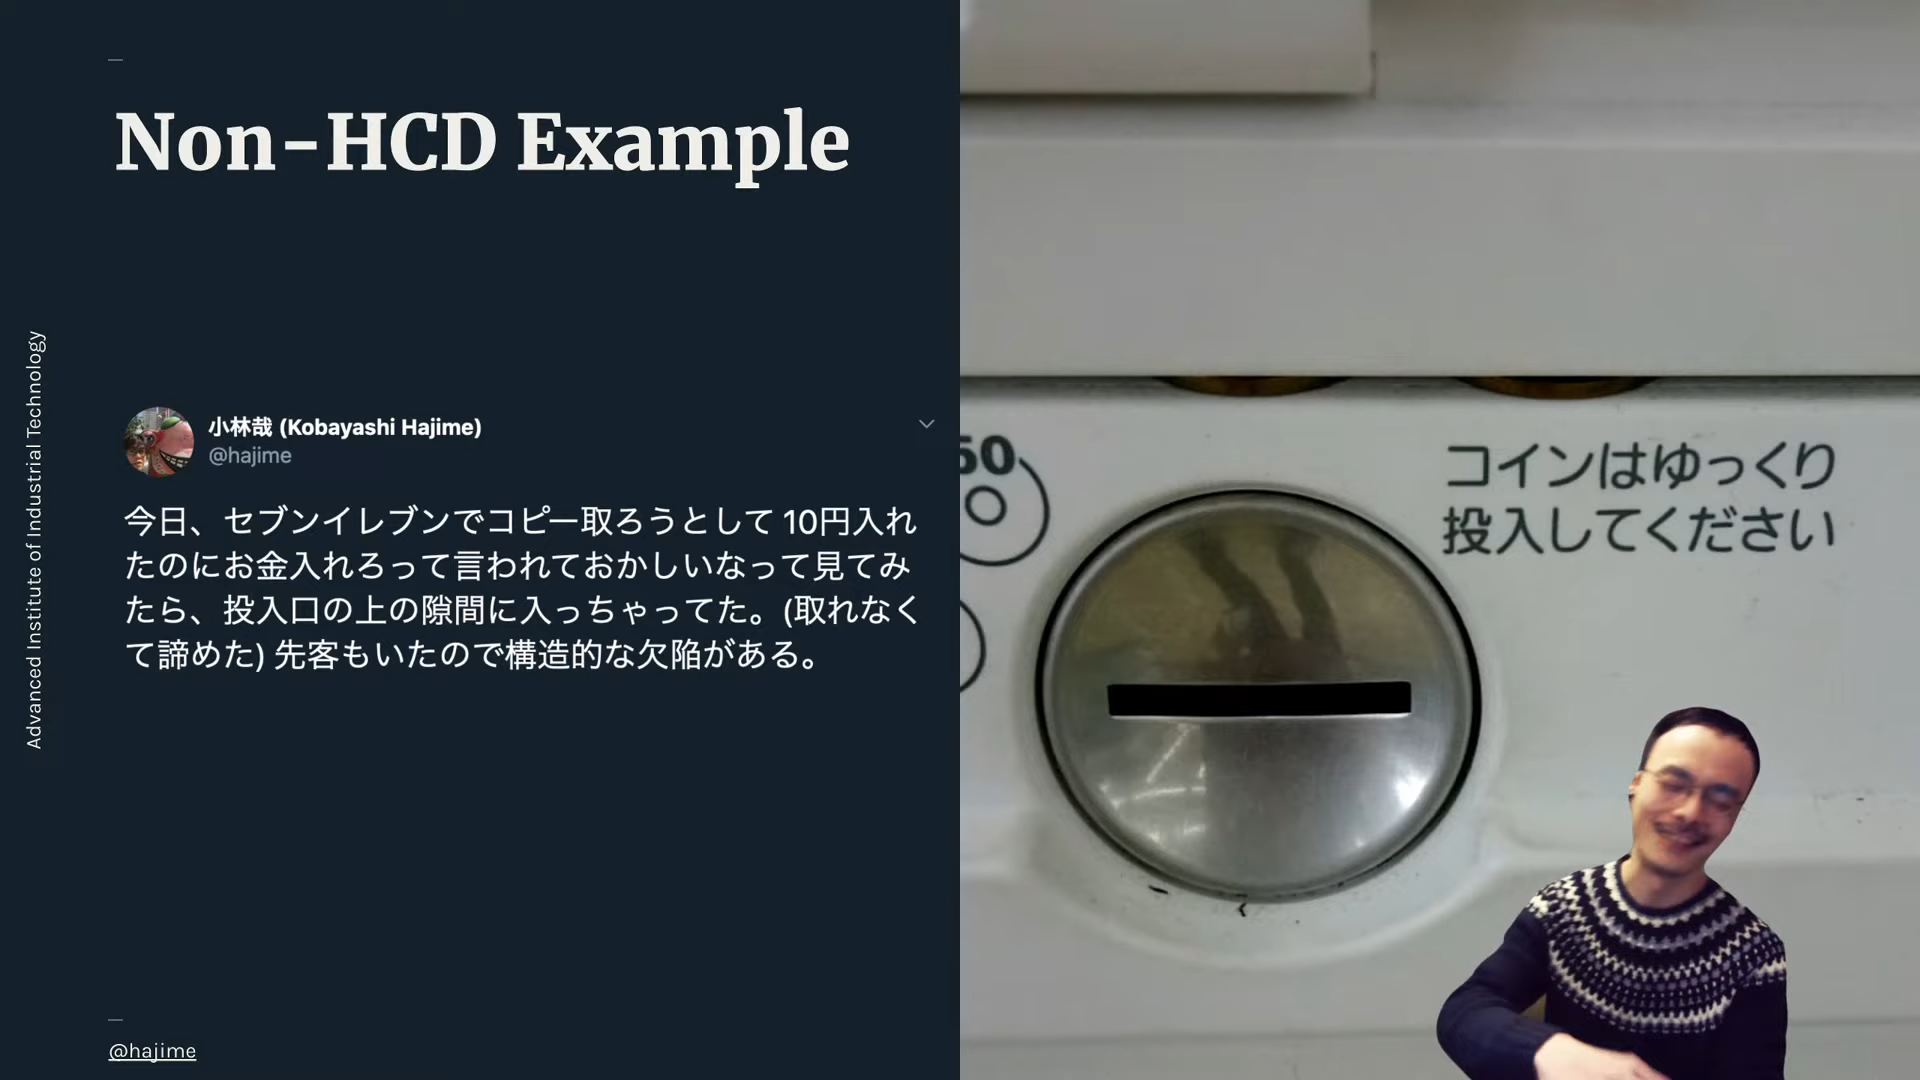 Non-HCD Example
Advanced Institute of Industrial Technology
小林哉 (Kobayashi Hajime)
@hajime
今日、セブンイレブンでコピー取ろうとして10円入れ
たのにお金入れろって言われておかしいなって見てみ
たら、投入口の上の隙間に入っちゃってた。(取れなく
て諦めた) 先客もいたので構造的な欠陥がある。
@hajime
50
コインはゆっくり
投入してください